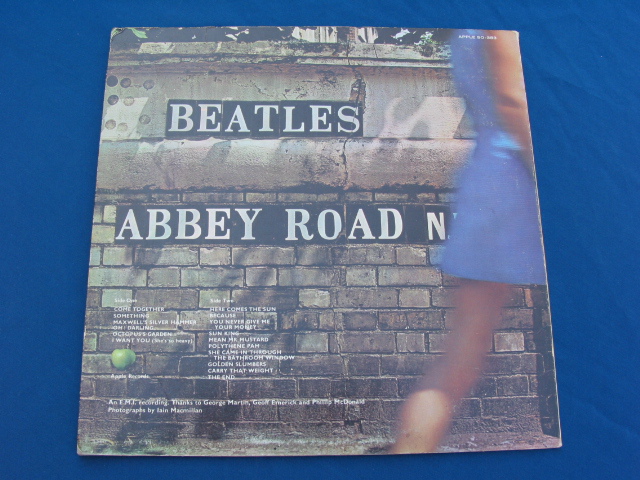 APPLE SO-383
BEATLES
ABBEY ROAD N
Side One
COME TOGETHER
SOMETHING
MAXWELL'S SILVER HAMMER
OH! DARLING
OCTOPUS'S GARDEN
I WANT YOU (She's so heavy)
Apple Records
Side Two
HERE COMES THE SUN
BECAUSE
YOU NEVER GIVE ME
YOUR MONEY
SUN KING
MEAN MR MUSTARD
POLYTHENE PAM
SHE CAME IN THROUGH
THE BATHROOM WINDOW
GOLDEN SLUMBERS
CARRY THAT WEIGHT
THE END
An E.M.I. recording. Thanks to George Martin, Geoff Emerick and Phillip McDonald
Photographs by Iain Macmillan